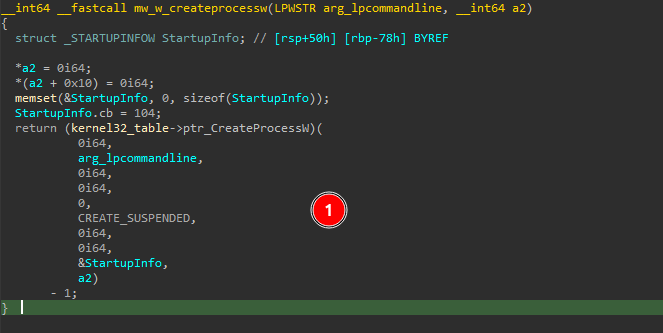 __int64 __fastcall mw_w_createprocessw(LPWSTR arg_lpcommandline, __int64 a2)
{
  struct _STARTUPINFOW StartupInfo; // [rsp+50h] [rbp-78h] BYREF

  *a2 = 0i64;
  *(a2 + 0x10) = 0i64;
  memset(&StartupInfo, 0, sizeof(StartupInfo));
  StartupInfo.cb = 104;
  return (kernel32_table->ptr_CreateProcessW)(
           0i64,
           arg_lpcommandline,
           0i64,
           0i64,
           0,
           CREATE_SUSPENDED,
           0i64,
           0i64,
           &StartupInfo,
           a2)
       - 1;
}
1